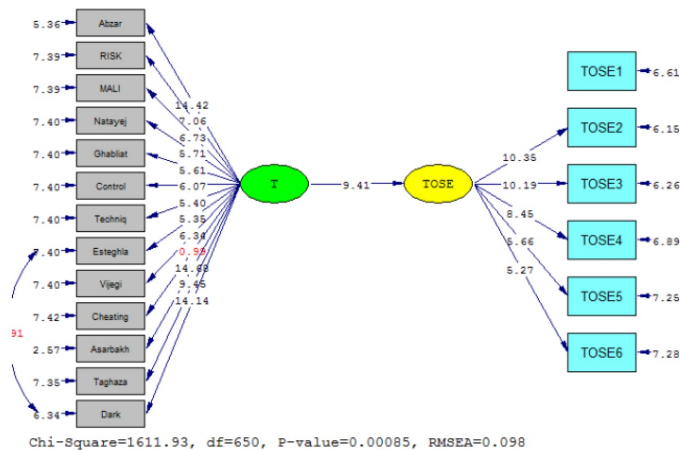 5.36 Abzar
7.39 RISK
7.39 MALI
7.40 Natayej
7.40 Ghabliat
7.40 Control
7.40 Techniq
7.40 Esteghla
7.40 Vijegi
7.42 Cheating
2.57 Asarbakh
7.35 Taghaza
6.34 Dark
91
14.42
7.06
6.73
5.71
5.61
6.07
5.40
5.35
6.34
0.99
14.68
9.45
14.14
T
9.41
TOSE
10.35
10.19
8.45
5.66
5.27
TOSE1 6.61
TOSE2 6.15
TOSE3 6.26
TOSE4 6.89
TOSE5 7.25
TOSE6 7.28
Chi-Square=1611.93, df=650, P-value=0.00085, RMSEA=0.098